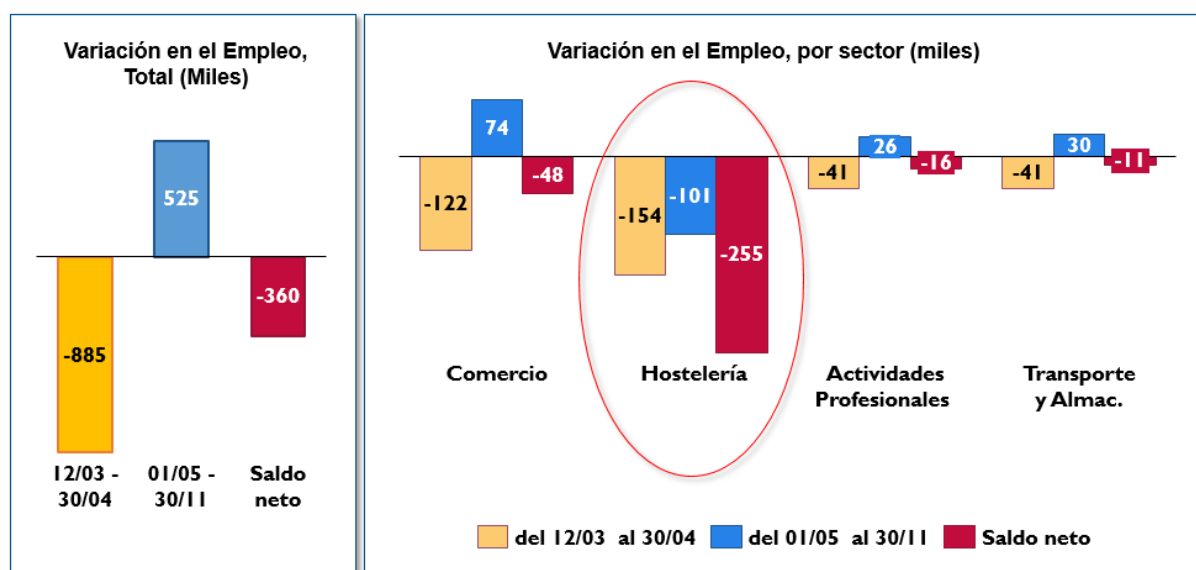 Variación en el Empleo,
Total (Miles)
525
-360
-885
12/03 -
30/04
01/05 -
30/11
Saldo
neto
Variación en el Empleo, por sector (miles)
74
26
30
-122
-48
-154
-101
-255
-41
-16
-41
-11
Comercio
Hostelería
Actividades
Profesionales
Transporte
y Almac.
del 12/03 al 30/04
del 01/05 al 30/11
Saldo neto